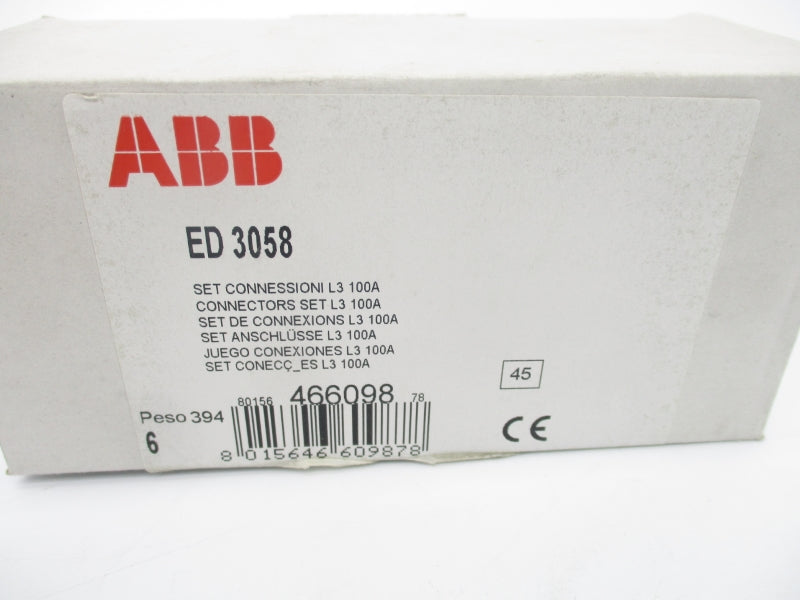 ABB
ED 3058
SET CONNESSIONI L3 100A
CONNECTORS SET L3 100A
SET DE CONNEXIONS L3 100A
SET ANSCHLÜSSE L3 100A
JUEGO CONEXIONES L3 100A
SET CONECÇ_ES L3 100A
45
80156 466098 78
Peso 394
6
8 015646 609878
CE